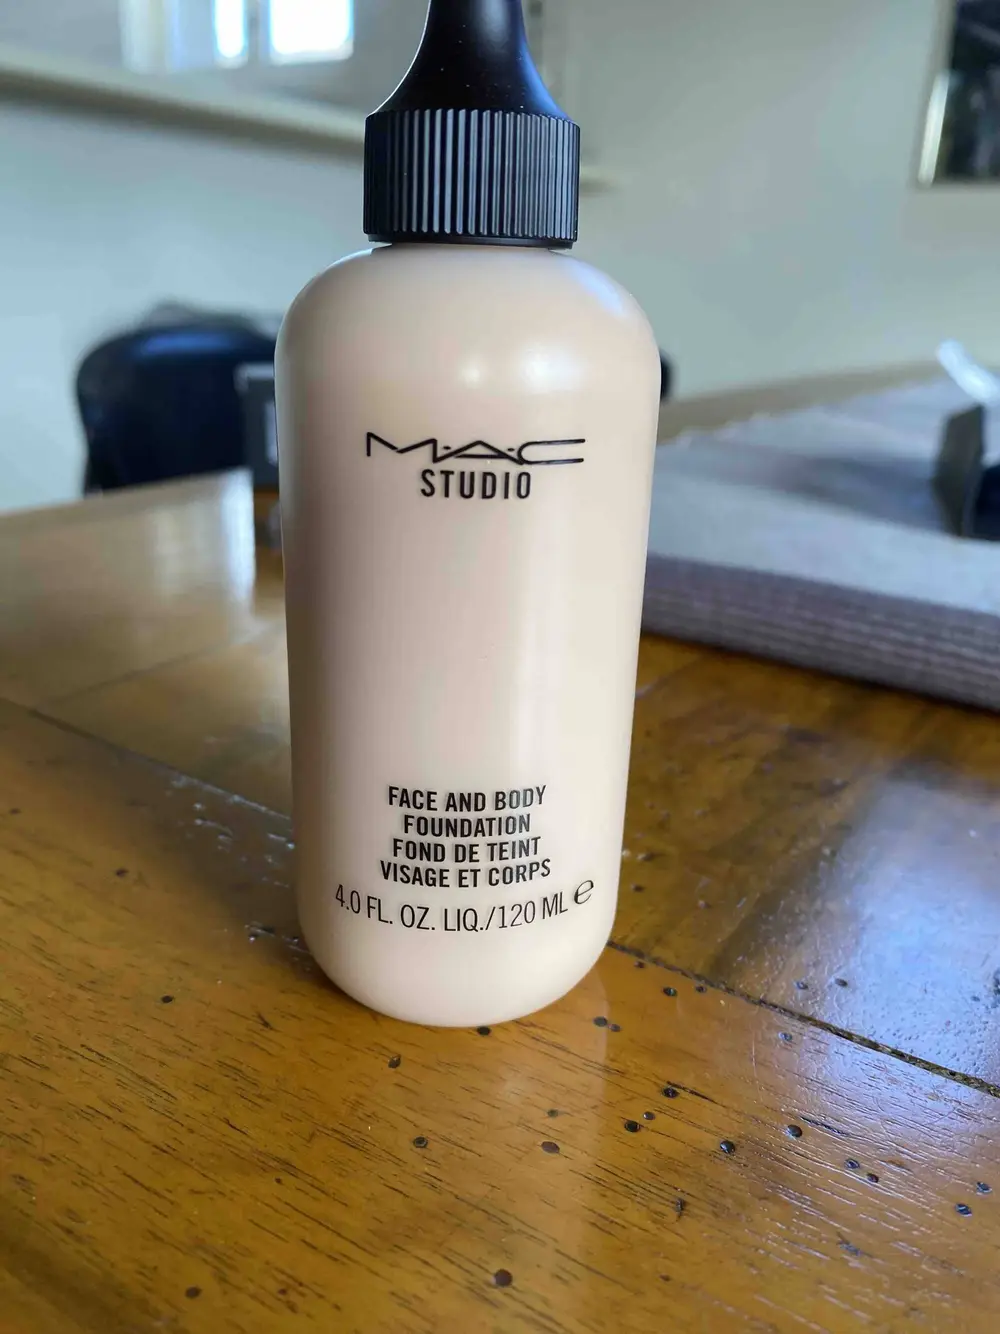 M·A·C
STUDIO
FACE AND BODY
FOUNDATION
FOND DE TEINT
VISAGE ET CORPS
4.0 FL. OZ. LIQ./120 ML ℮